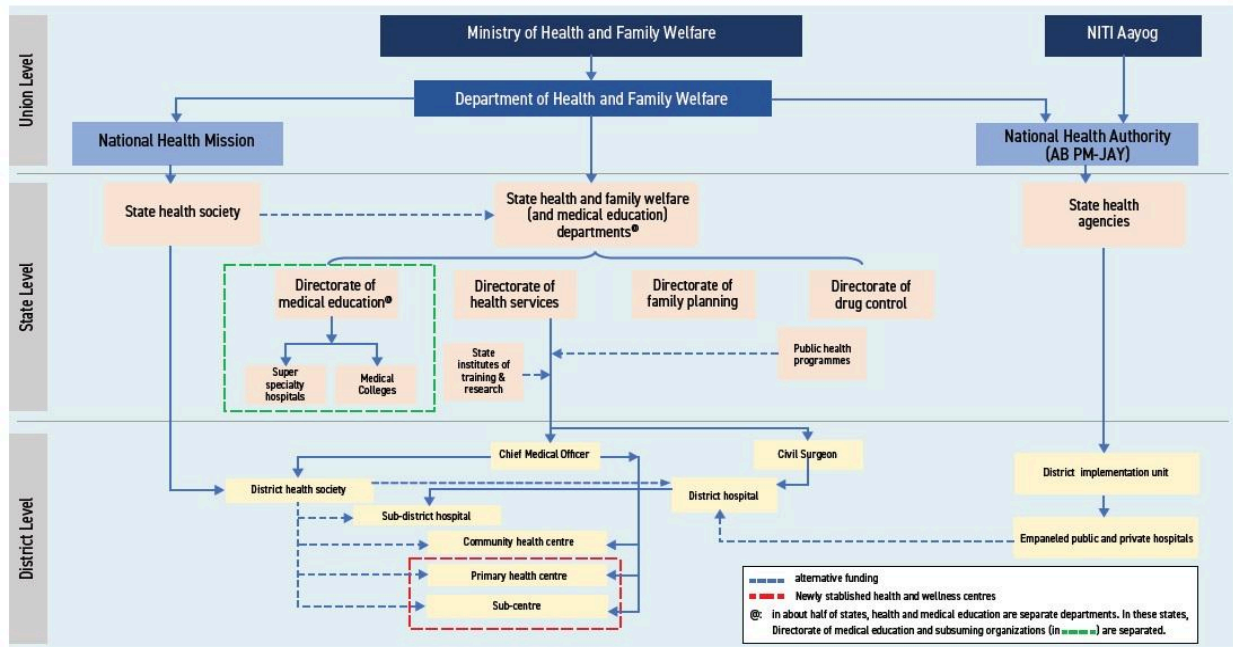 Union Level
Ministry of Health and Family Welfare
NITI Aayog
Department of Health and Family Welfare
National Health Mission
National Health Authority
(AB PM-JAY)
State Level
State health society
State health and family welfare
(and medical education)
departments@
State health
agencies
Directorate of
medical education@
Directorate of
health services
Directorate of
family planning
Directorate of
drug control
Super
specialty
hospitals
Medical
Colleges
State
institutes of
training &
research
Public health
programmes
District Level
Chief Medical Officer
Civil Surgeon
District health society
District hospital
District implementation unit
Sub-district hospital
Community health centre
Empaneled public and private hospitals
Primary health centre
Sub-centre
alternative funding
Newly stablished health and wellness centres
@: in about half of states, health and medical education are separate departments. In these states,
Directorate of medical education and subsuming organizations (in ) are separated.